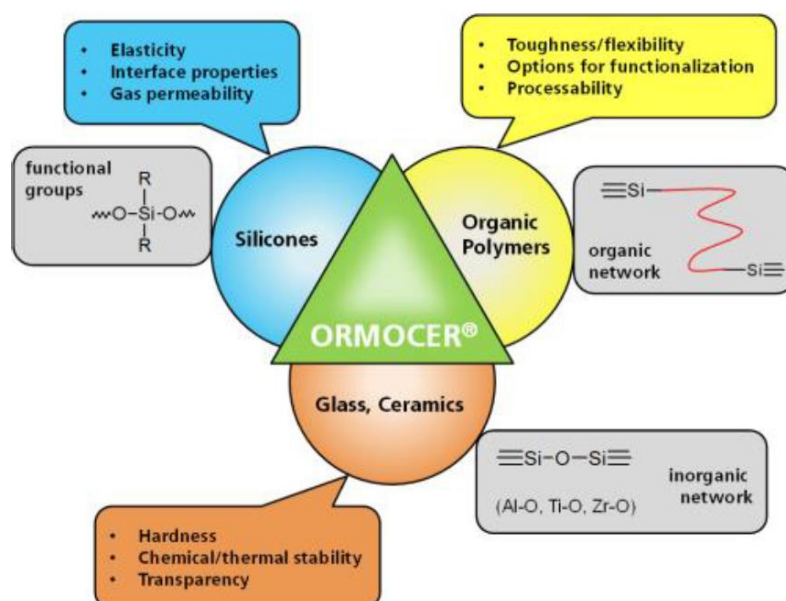 • Elasticity
• Interface properties
• Gas permeability
• Toughness/flexibility
• Options for functionalization
• Processability
functional
groups
R
O–Si–O
R
Silicones
Organic
Polymers
≡Si
organic
network
Si≡
ORMOCER®
Glass, Ceramics
≡Si–O–Si≡
(Al-O, Ti-O, Zr-O)
inorganic
network
• Hardness
• Chemical/thermal stability
• Transparency